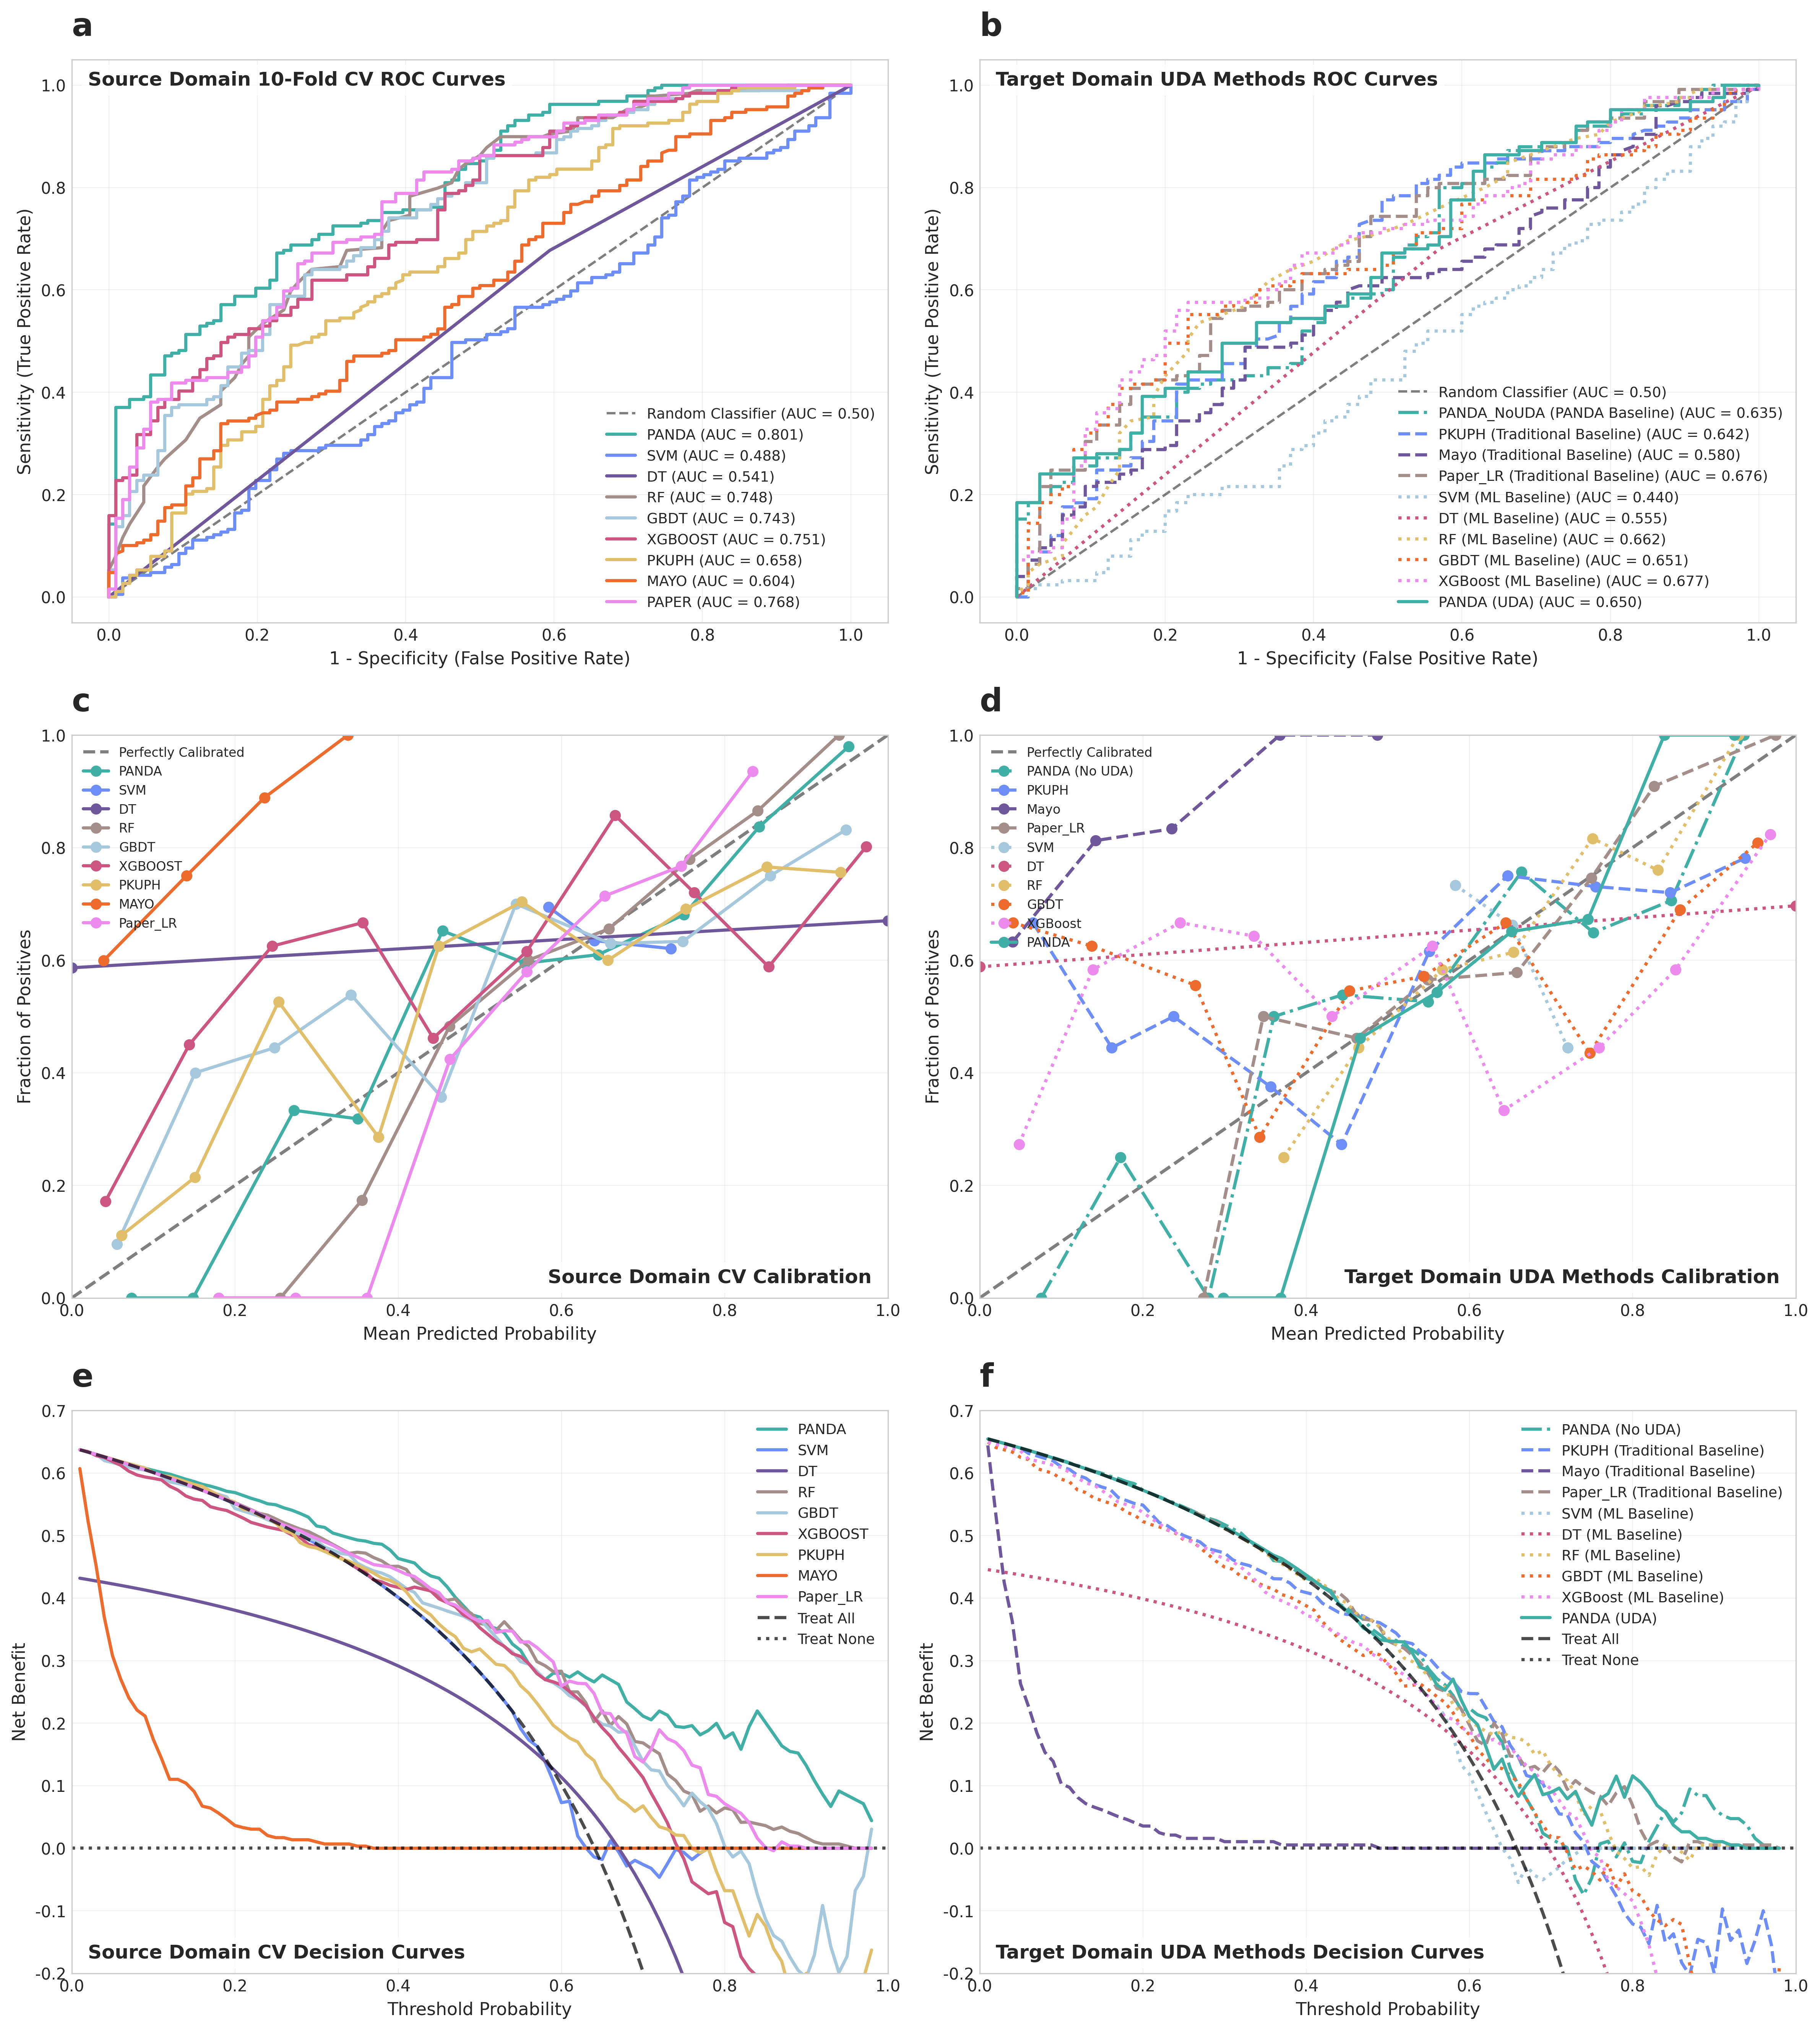 a
Source Domain 10-Fold CV ROC Curves
Sensitivity (True Positive Rate)
1.0
0.8
0.6
0.4
0.2
0.0
Random Classifier (AUC = 0.50)
PANDA (AUC = 0.801)
SVM (AUC = 0.488)
DT (AUC = 0.541)
RF (AUC = 0.748)
GBDT (AUC = 0.743)
XGBOOST (AUC = 0.751)
PKUPH (AUC = 0.658)
MAYO (AUC = 0.604)
PAPER (AUC = 0.768)
0.0 0.2 0.4 0.6 0.8 1.0
1 - Specificity (False Positive Rate)
b
Target Domain UDA Methods ROC Curves
Sensitivity (True Positive Rate)
1.0
0.8
0.6
0.4
0.2
0.0
Random Classifier (AUC = 0.50)
PANDA_NoUDA (PANDA Baseline) (AUC = 0.635)
PKUPH (Traditional Baseline) (AUC = 0.642)
Mayo (Traditional Baseline) (AUC = 0.580)
Paper_LR (Traditional Baseline) (AUC = 0.676)
SVM (ML Baseline) (AUC = 0.440)
DT (ML Baseline) (AUC = 0.555)
RF (ML Baseline) (AUC = 0.662)
GBDT (ML Baseline) (AUC = 0.651)
XGBoost (ML Baseline) (AUC = 0.677)
PANDA (UDA) (AUC = 0.650)
0.0 0.2 0.4 0.6 0.8 1.0
1 - Specificity (False Positive Rate)
c
Fraction of Positives
1.0
0.8
0.6
0.4
0.2
0.0
Perfectly Calibrated
PANDA
SVM
DT
RF
GBDT
XGBOOST
PKUPH
MAYO
Paper_LR
Source Domain CV Calibration
0.0 0.2 0.4 0.6 0.8 1.0
Mean Predicted Probability
d
Fraction of Positives
1.0
0.8
0.6
0.4
0.2
0.0
Perfectly Calibrated
PANDA (No UDA)
PKUPH
Mayo
Paper_LR
SVM
DT
RF
GBDT
XGBoost
PANDA
Target Domain UDA Methods Calibration
0.0 0.2 0.4 0.6 0.8 1.0
Mean Predicted Probability
e
Net Benefit
0.7
0.6
0.5
0.4
0.3
0.2
0.1
0.0
-0.1
-0.2
PANDA
SVM
DT
RF
GBDT
XGBOOST
PKUPH
MAYO
Paper_LR
Treat All
Treat None
Source Domain CV Decision Curves
0.0 0.2 0.4 0.6 0.8 1.0
Threshold Probability
f
Net Benefit
0.7
0.6
0.5
0.4
0.3
0.2
0.1
0.0
-0.1
-0.2
PANDA (No UDA)
PKUPH (Traditional Baseline)
Mayo (Traditional Baseline)
Paper_LR (Traditional Baseline)
SVM (ML Baseline)
DT (ML Baseline)
RF (ML Baseline)
GBDT (ML Baseline)
XGBoost (ML Baseline)
PANDA (UDA)
Treat All
Treat None
Target Domain UDA Methods Decision Curves
0.0 0.2 0.4 0.6 0.8 1.0
Threshold Probability